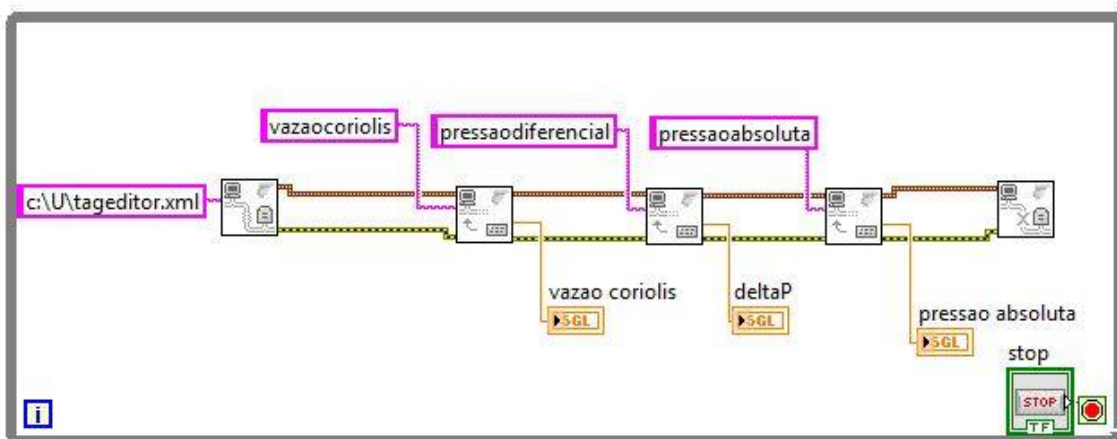 vazaocoriolis
pressaodiferencial
pressaoabsoluta
c:\U\tageditor.xml
vazao coriolis
deltaP
pressao absoluta
SGL
SGL
SGL
stop
STOP
TF
i